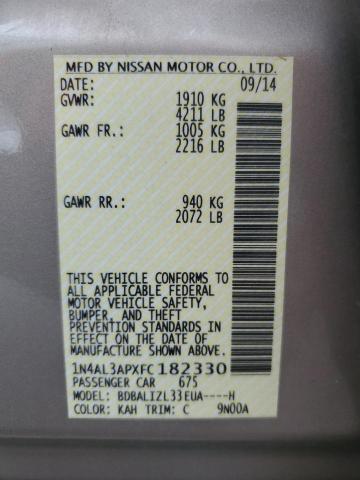 MFD BY NISSAN MOTOR CO., LTD.
DATE: 09/14
GVWR: 1910 KG
4211 LB
GAWR FR.: 1005 KG
2216 LB
GAWR RR.: 940 KG
2072 LB
THIS VEHICLE CONFORMS TO
ALL APPLICABLE FEDERAL
MOTOR VEHICLE SAFETY,
BUMPER, AND THEFT
PREVENTION STANDARDS IN
EFFECT ON THE DATE OF
MANUFACTURE SHOWN ABOVE.
1N4AL3APXFC182330
PASSENGER CAR 675
MODEL: BDBALIZL33EUA----H
COLOR: KAH TRIM: C 9N00A